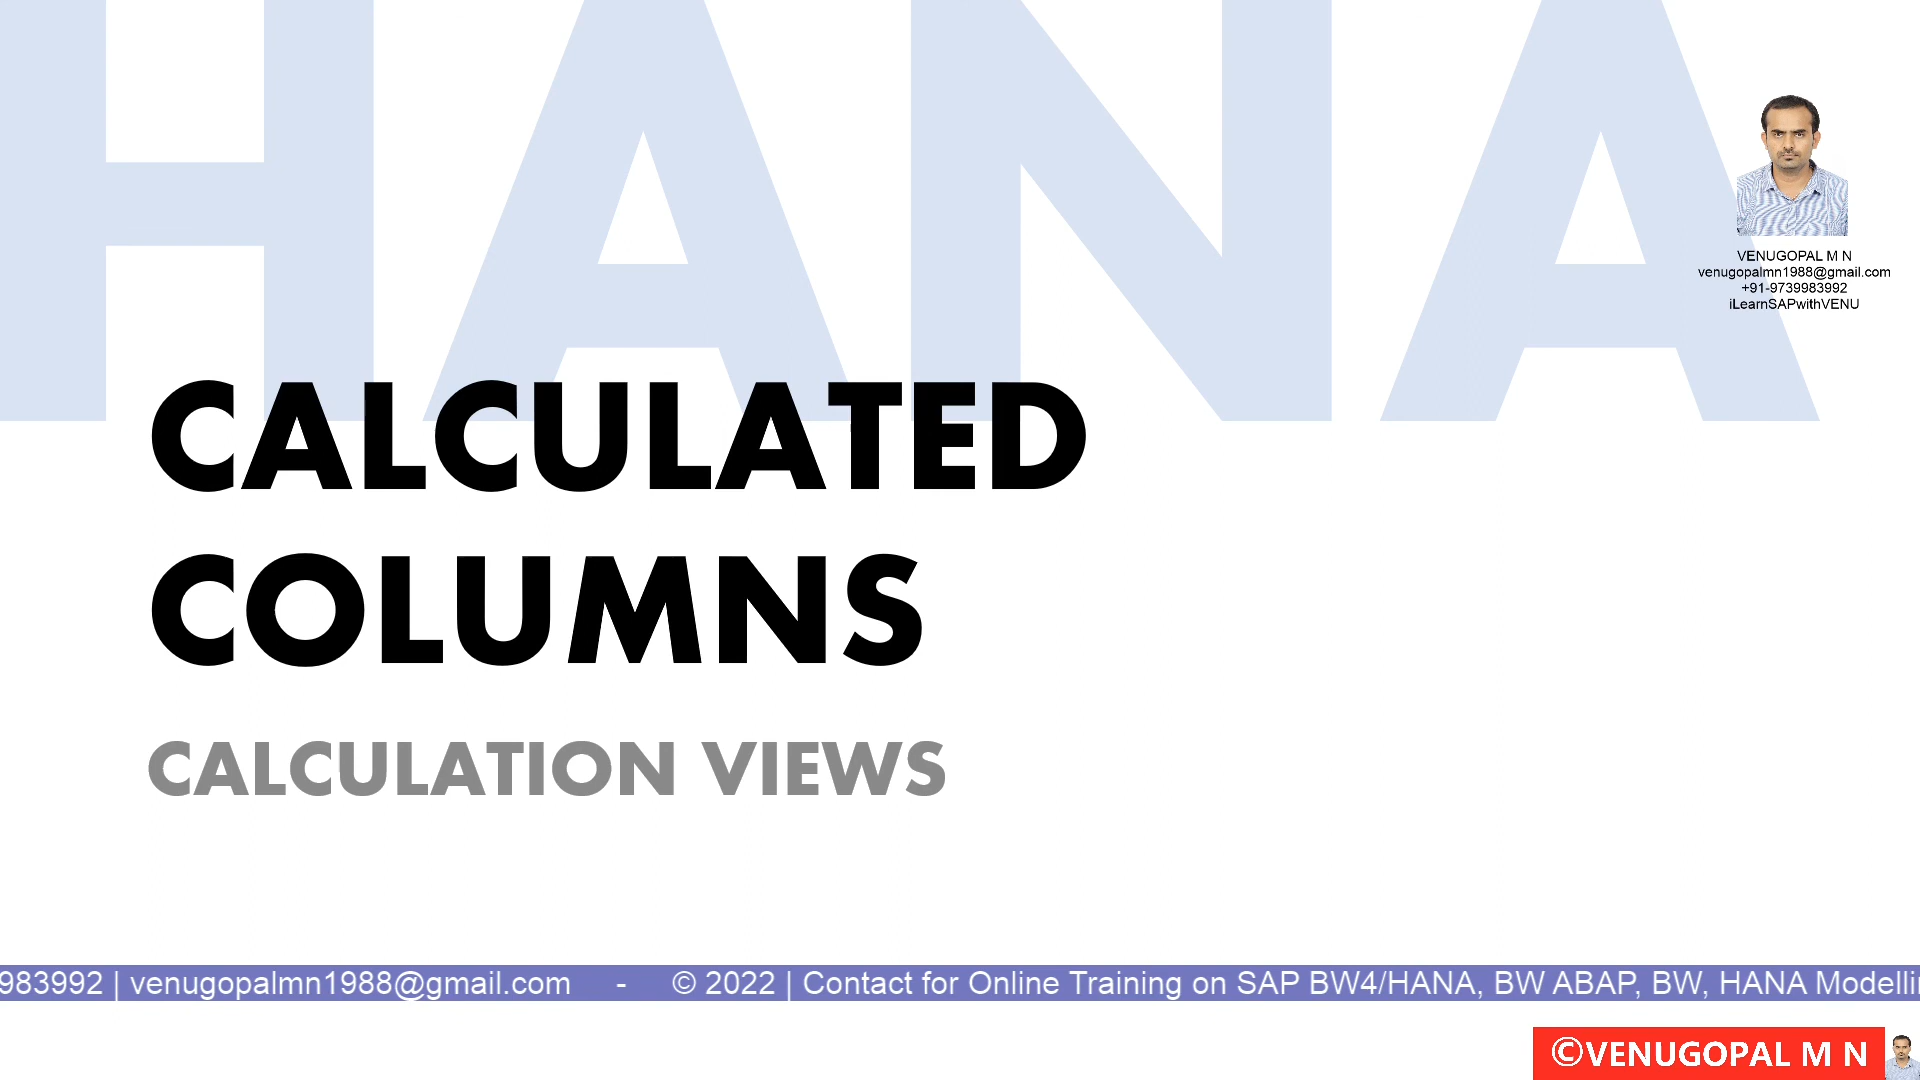 HANA
VENUGOPAL M N
venugopalmn1988@gmail.com
+91-9739983992
iLearnSAPwithVENU
CALCULATED
COLUMNS
CALCULATION VIEWS
983992 | venugopalmn1988@gmail.com - © 2022 | Contact for Online Training on SAP BW4/HANA, BW ABAP, BW, HANA Modelli
©VENUGOPAL M N